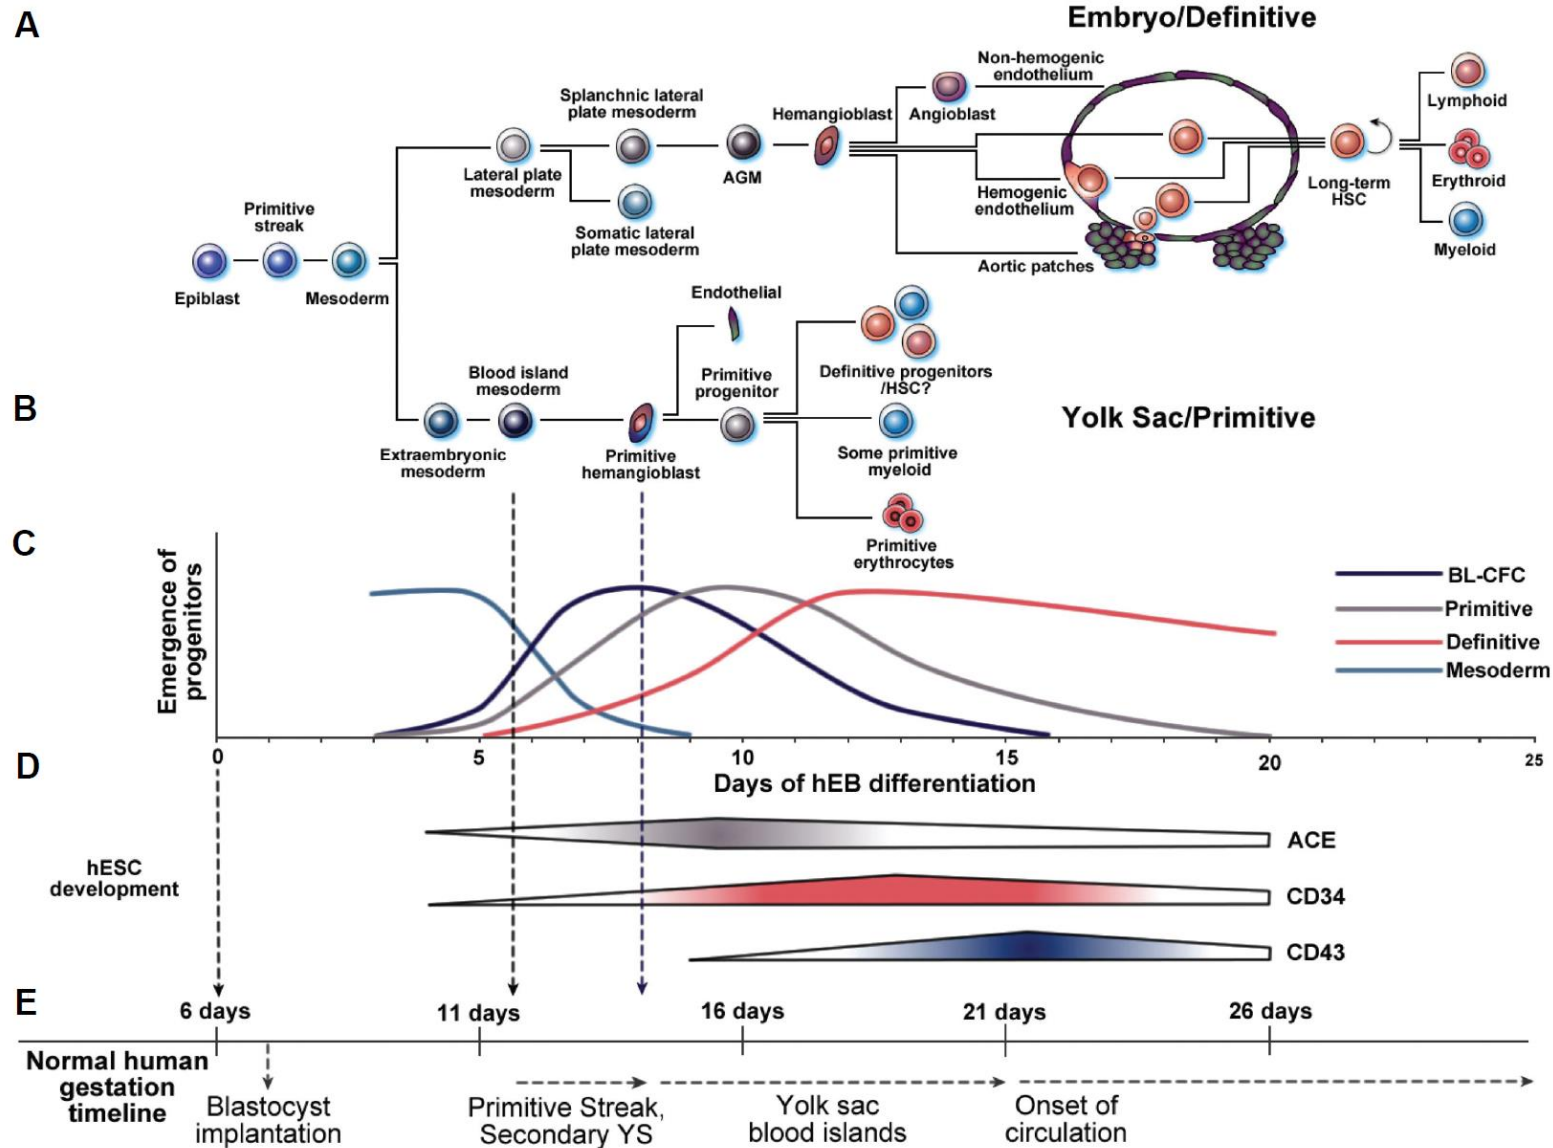 A
Embryo/Definitive
Non-hemogenic
endothelium
Splanchnic lateral
plate mesoderm
Hemangioblast
Angioblast
Lymphoid
Lateral plate
mesoderm
AGM
Hemogenic
endothelium
Long-term
HSC
Erythroid
Primitive
streak
Somatic lateral
plate mesoderm
Myeloid
Aortic patches
Epiblast
Mesoderm
Endothelial
Blood island
mesoderm
Primitive
progenitor
Definitive progenitors
/HSC?
B
Yolk Sac/Primitive
Extraembryonic
mesoderm
Primitive
hemangioblast
Some primitive
myeloid
Primitive
erythrocytes
C
Emergence of
progenitors
BL-CFC
Primitive
Definitive
Mesoderm
0
5
10
15
20
25
Days of hEB differentiation
D
hESC
development
ACE
CD34
CD43
E
6 days
11 days
16 days
21 days
26 days
Normal human
gestation
timeline
Blastocyst
implantation
Primitive Streak,
Secondary YS
Yolk sac
blood islands
Onset of
circulation